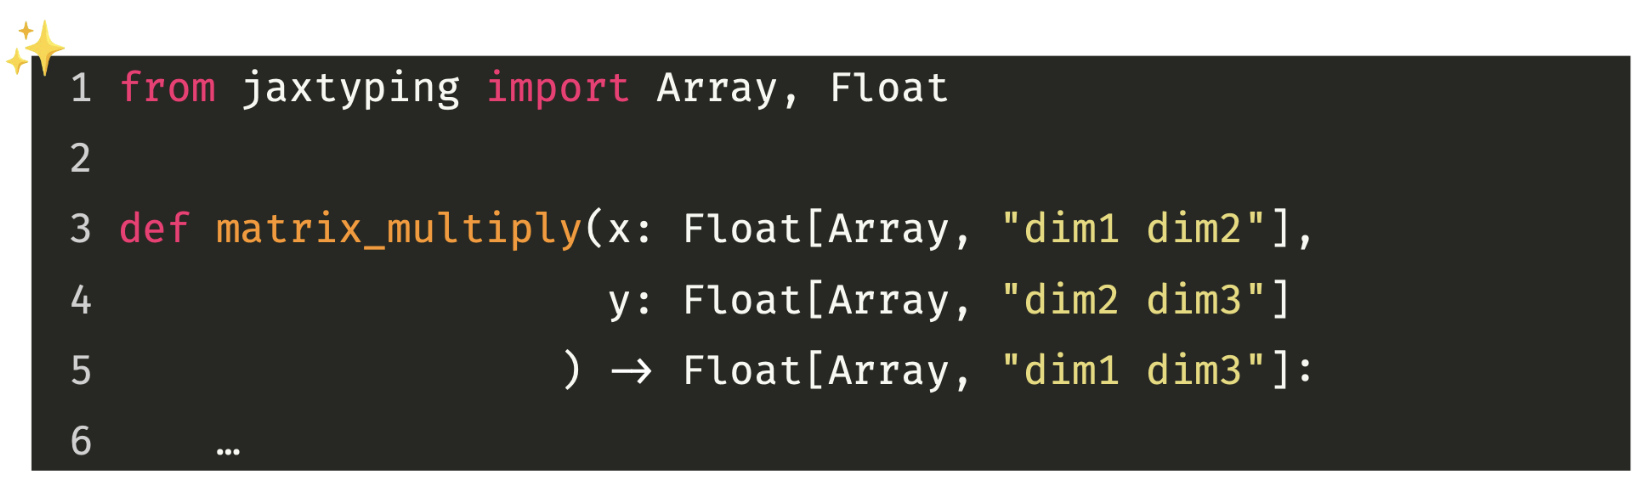 1 from jaxtyping import Array, Float
2
3 def matrix_multiply(x: Float[Array, "dim1 dim2"],
4                     y: Float[Array, "dim2 dim3"]
5                   ) -> Float[Array, "dim1 dim3"]:
6     …